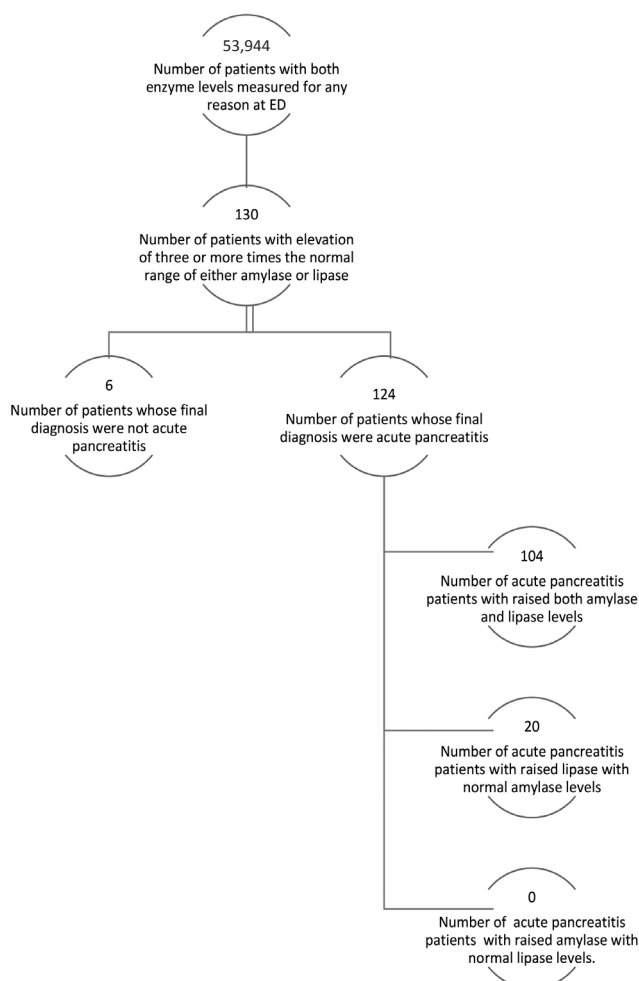 53,944
Number of patients with both
enzyme levels measured for any
reason at ED
130
Number of patients with elevation
of three or more times the normal
range of either amylase or lipase
6
Number of patients whose final
diagnosis were not acute
pancreatitis
124
Number of patients whose final
diagnosis were acute pancreatitis
104
Number of acute pancreatitis
patients with raised both amylase
and lipase levels
20
Number of acute pancreatitis
patients with raised lipase with
normal amylase levels
0
Number of acute pancreatitis
patients with raised amylase with
normal lipase levels.